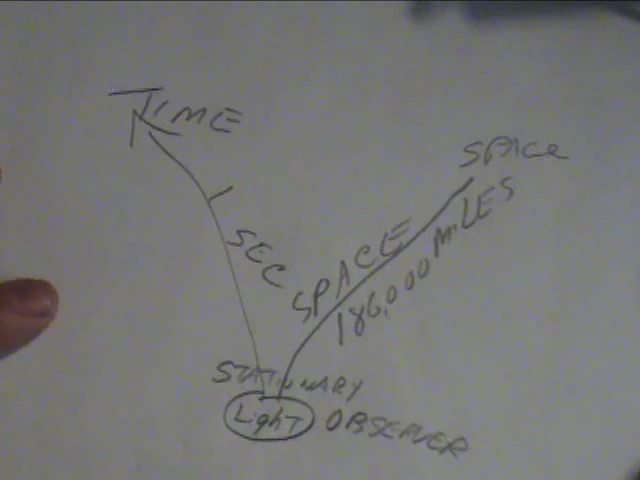 TIME
SPACE
1 SEC
SPACE
186,000 MILES
STATIONARY
Light OBSERVER